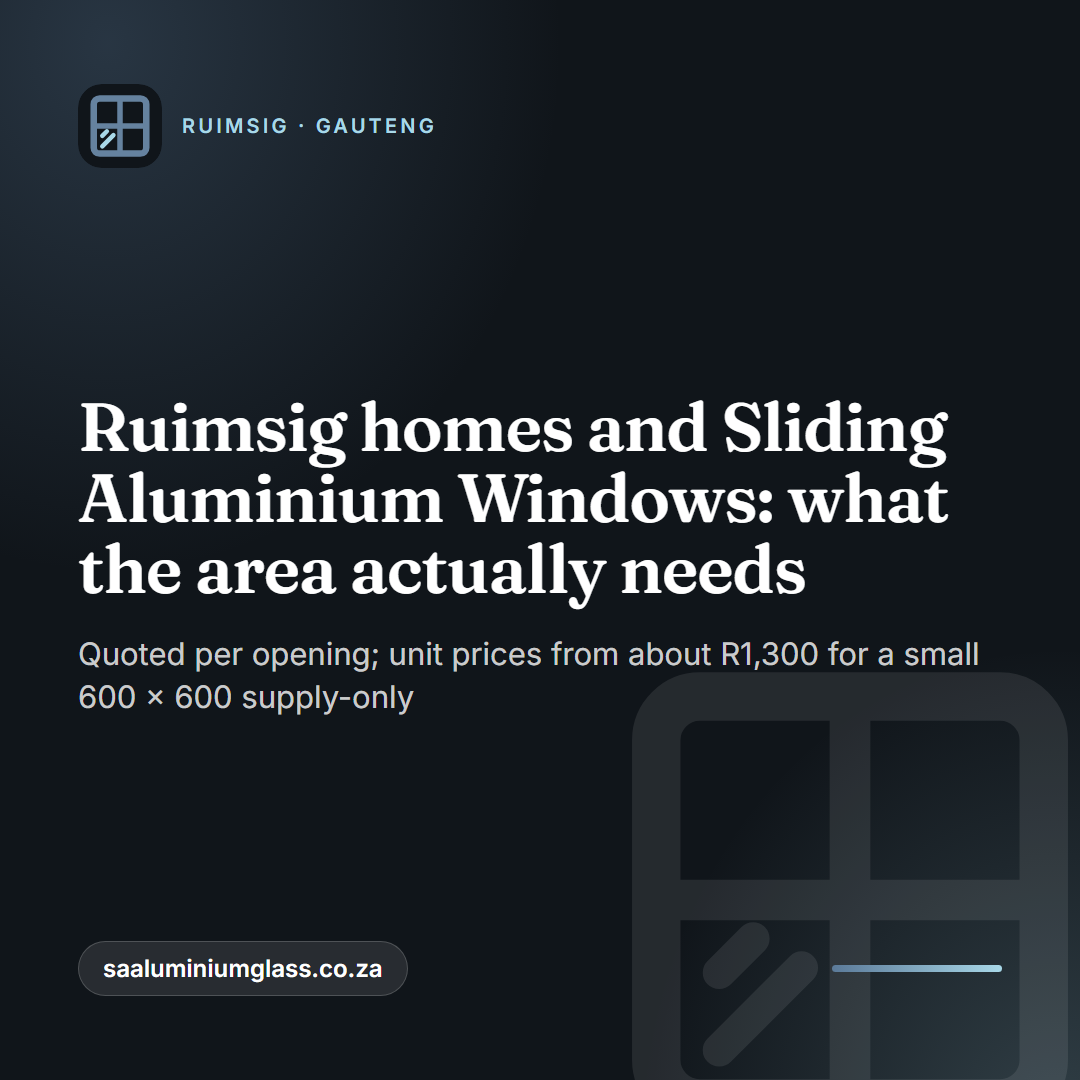 RUIMSIG · GAUTENG
Ruimsig homes and Sliding
Aluminium Windows: what
the area actually needs
Quoted per opening; unit prices from about R1,300 for a small
600 × 600 supply-only
saaluminiumglass.co.za